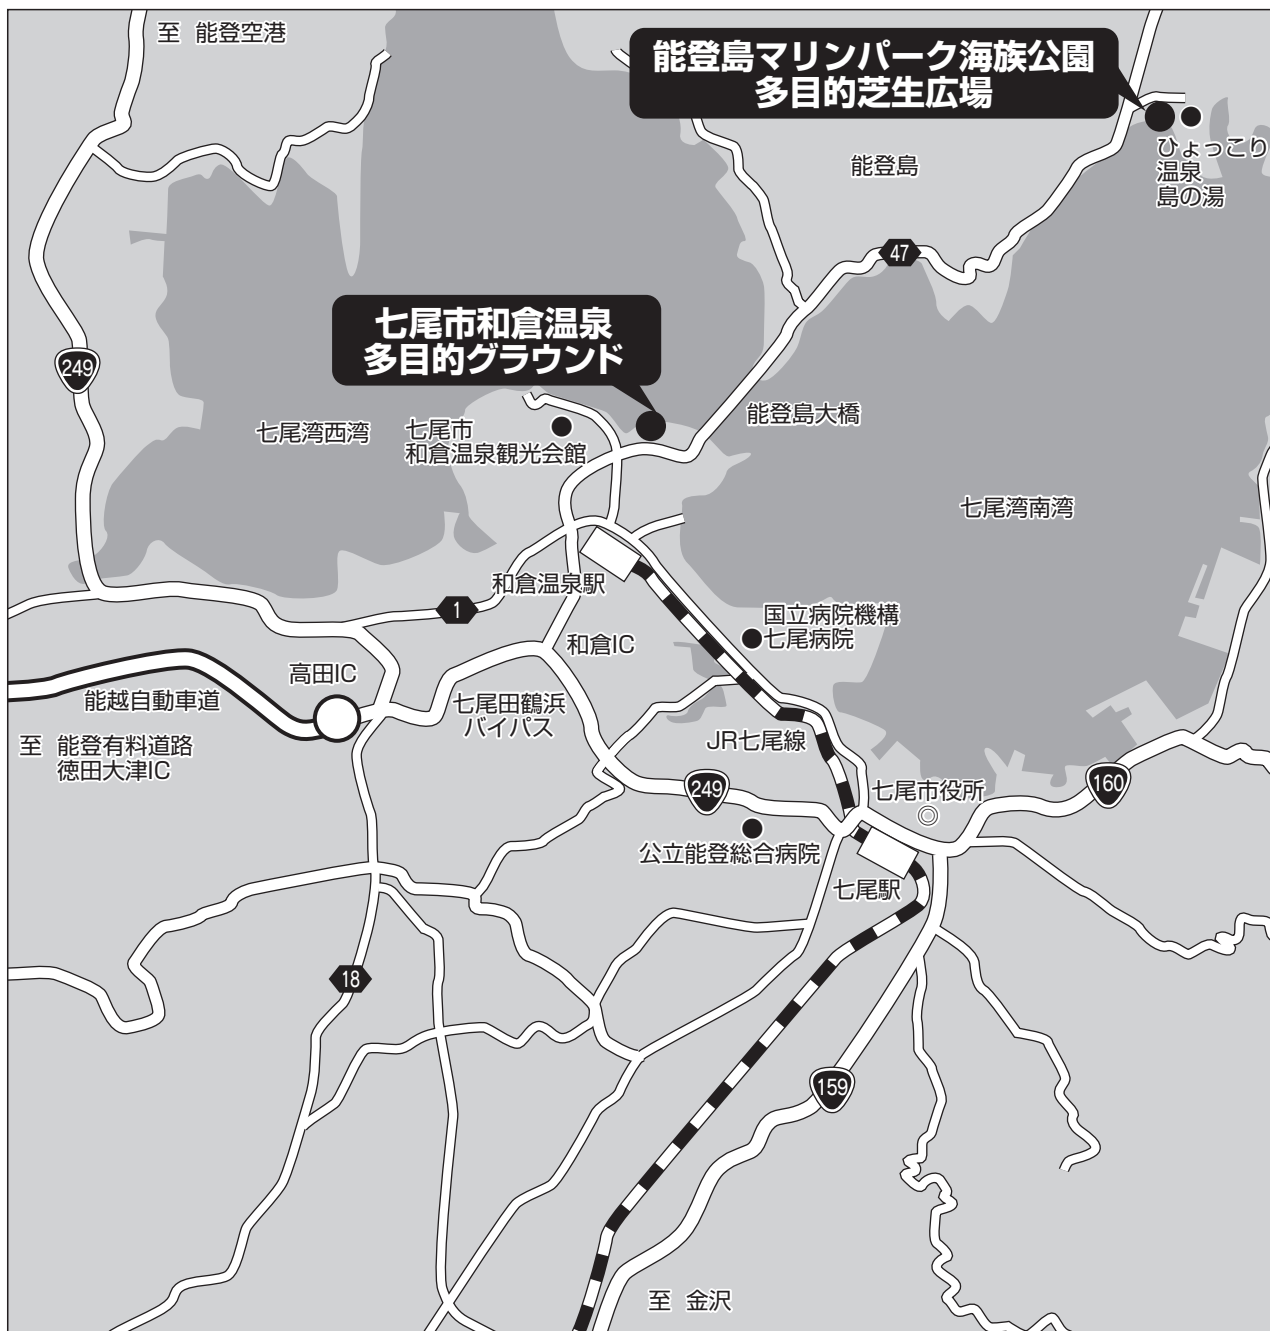 至 能登空港
能登島マリンパーク海族公園
多目的芝生広場
ひょっこり
温泉
島の湯
能登島
47
七尾市和倉温泉
多目的グラウンド
249
能登島大橋
七尾湾西湾
七尾市
和倉温泉観光会館
七尾湾南湾
和倉温泉駅
1
国立病院機構
七尾病院
和倉IC
高田IC
能越自動車道
七尾田鶴浜
バイパス
至 能登有料道路
徳田大津IC
JR七尾線
249
七尾市役所
160
公立能登総合病院
七尾駅
18
159
至 金沢